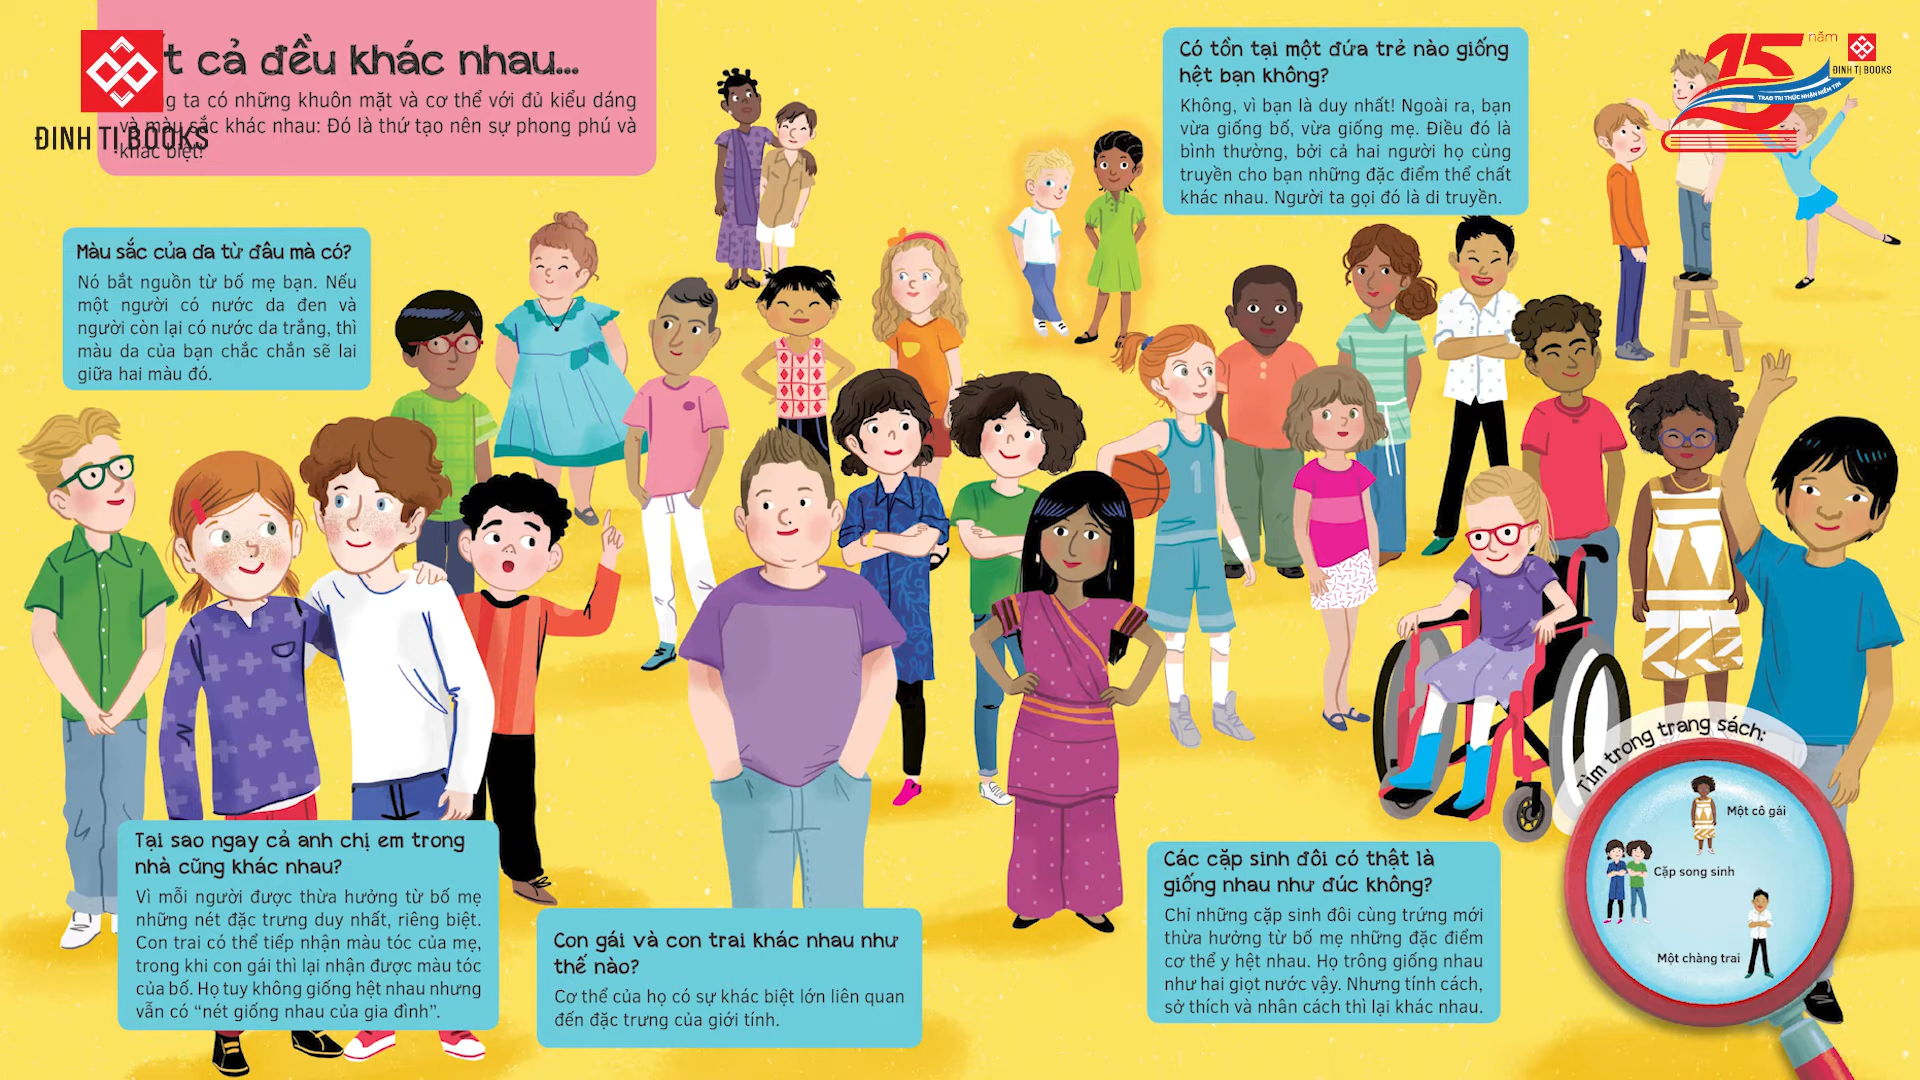 ĐINH TỊ BOOKS
cả đều khác nhau...
ta có những khuôn mặt và cơ thể với đủ kiểu dáng
và màu sắc khác nhau: Đó là thứ tạo nên sự phong phú và
khác biệt!
Màu sắc của da từ đâu mà có?
Nó bắt nguồn từ bố mẹ bạn. Nếu
một người có nước da đen và
người còn lại có nước da trắng, thì
màu da của bạn chắc chắn sẽ lai
giữa hai màu đó.
Có tồn tại một đứa trẻ nào giống
hệt bạn không?
Không, vì bạn là duy nhất! Ngoài ra, bạn
vừa giống bố, vừa giống mẹ. Điều đó là
bình thường, bởi cả hai người họ cùng
truyền cho bạn những đặc điểm thể chất
khác nhau. Người ta gọi đó là di truyền.
15 năm
ĐINH TỊ BOOKS
TRAO TRI THỨC NHẬN NIỀM TIN
Tại sao ngay cả anh chị em trong
nhà cũng khác nhau?
Vì mỗi người được thừa hưởng từ bố mẹ
những nét đặc trưng duy nhất, riêng biệt.
Con trai có thể tiếp nhận màu tóc của mẹ,
trong khi con gái thì lại nhận được màu tóc
của bố. Họ tuy không giống hệt nhau nhưng
vẫn có “nét giống nhau của gia đình”.
Con gái và con trai khác nhau như
thế nào?
Cơ thể của họ có sự khác biệt lớn liên quan
đến đặc trưng của giới tính.
Các cặp sinh đôi có thật là
giống nhau như đúc không?
Chỉ những cặp sinh đôi cùng trứng mới
thừa hưởng từ bố mẹ những đặc điểm
cơ thể y hệt nhau. Họ trông giống nhau
như hai giọt nước vậy. Nhưng tính cách,
sở thích và nhân cách thì lại khác nhau.
1
Tìm trong trang sách:
Một cô gái
Cặp song sinh
Một chàng trai